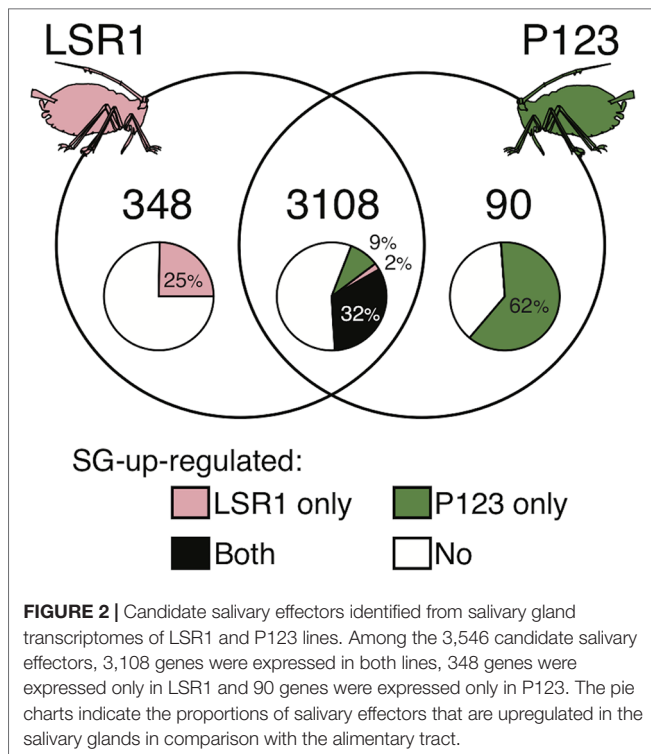 LSR1 P123
348 3108 90
9%
2%
25% 32% 62%
SG-up-regulated:
LSR1 only P123 only
Both No
FIGURE 2 | Candidate salivary effectors identified from salivary gland
transcriptomes of LSR1 and P123 lines. Among the 3,546 candidate salivary
effectors, 3,108 genes were expressed in both lines, 348 genes were
expressed only in LSR1 and 90 genes were expressed only in P123. The pie
charts indicate the proportions of salivary effectors that are upregulated in the
salivary glands in comparison with the alimentary tract.